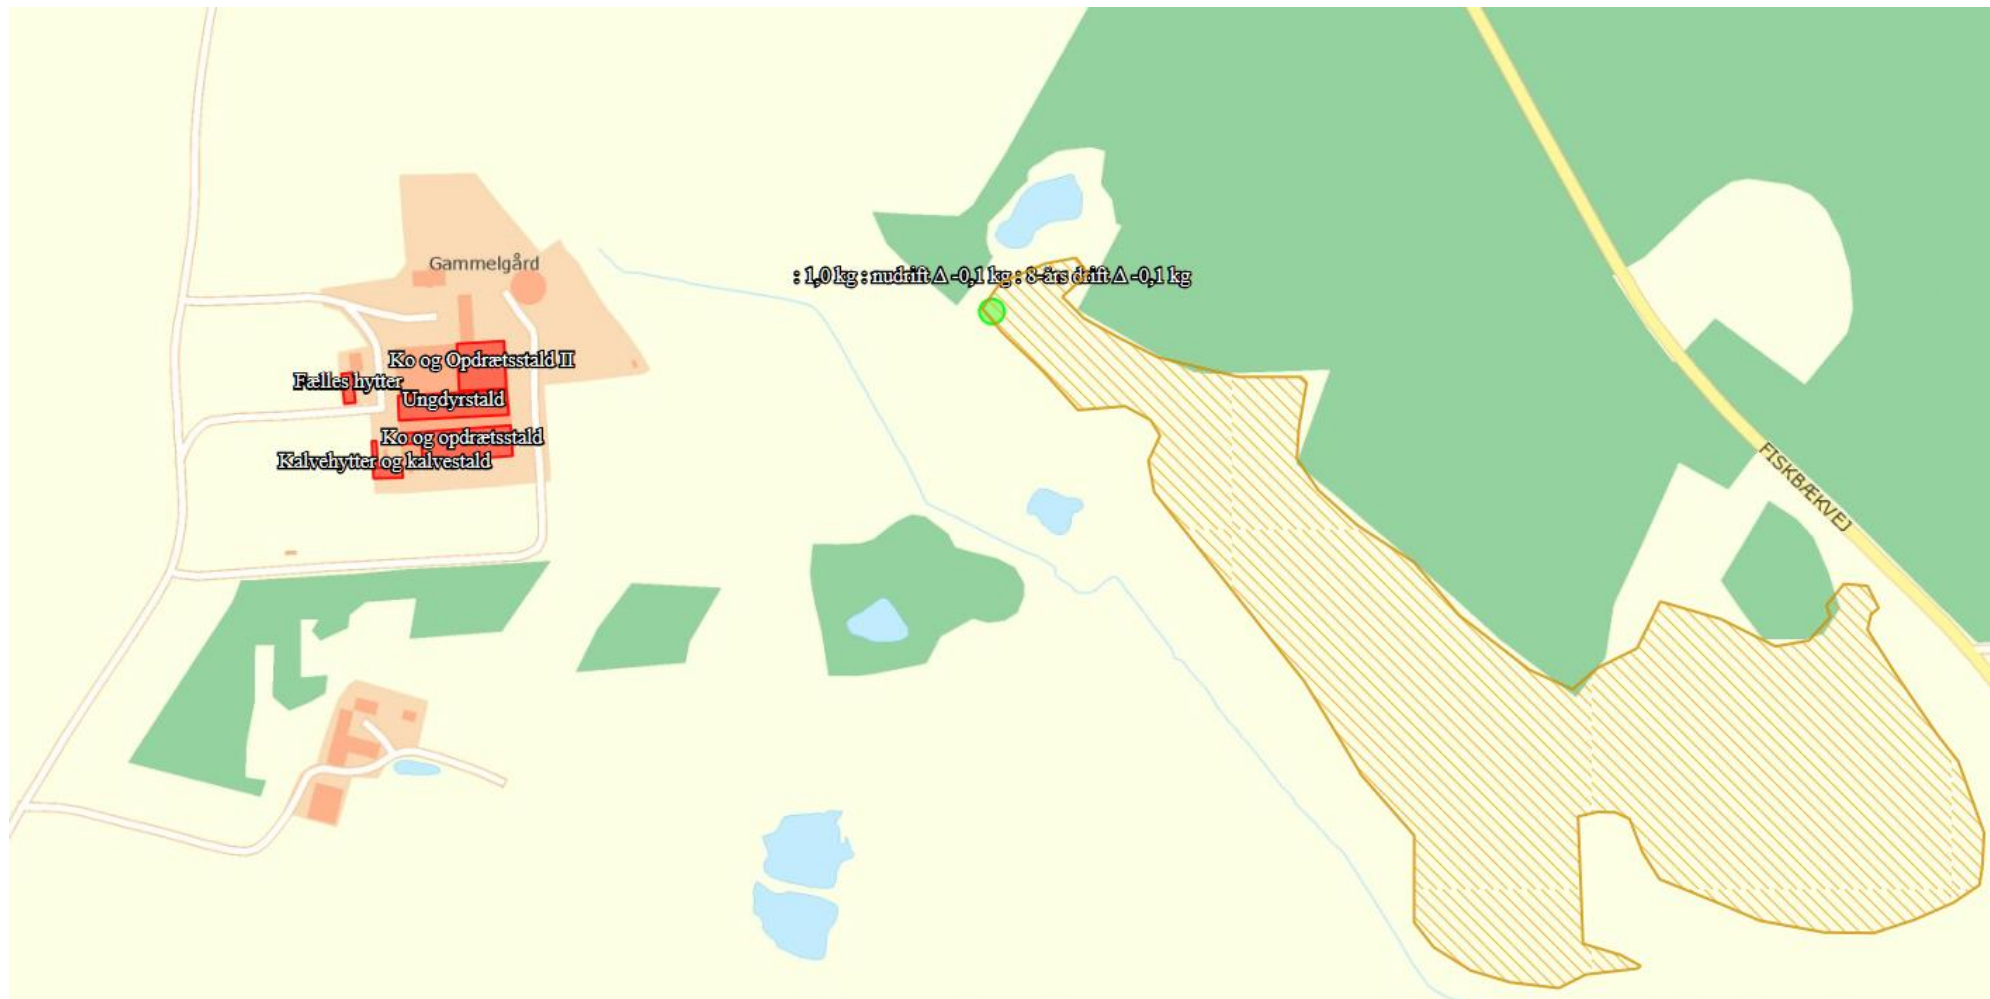 Gammelgård
: 1,0 kg : nudrift Δ -0,1 kg : 8-års drift Δ -0,1 kg
Ko og Opdrætsstald II
Fælles hytter
Ungdyrstald
Ko og opdrætsstald
Kalvehytter og kalvestald
FISKBÆKVEJ